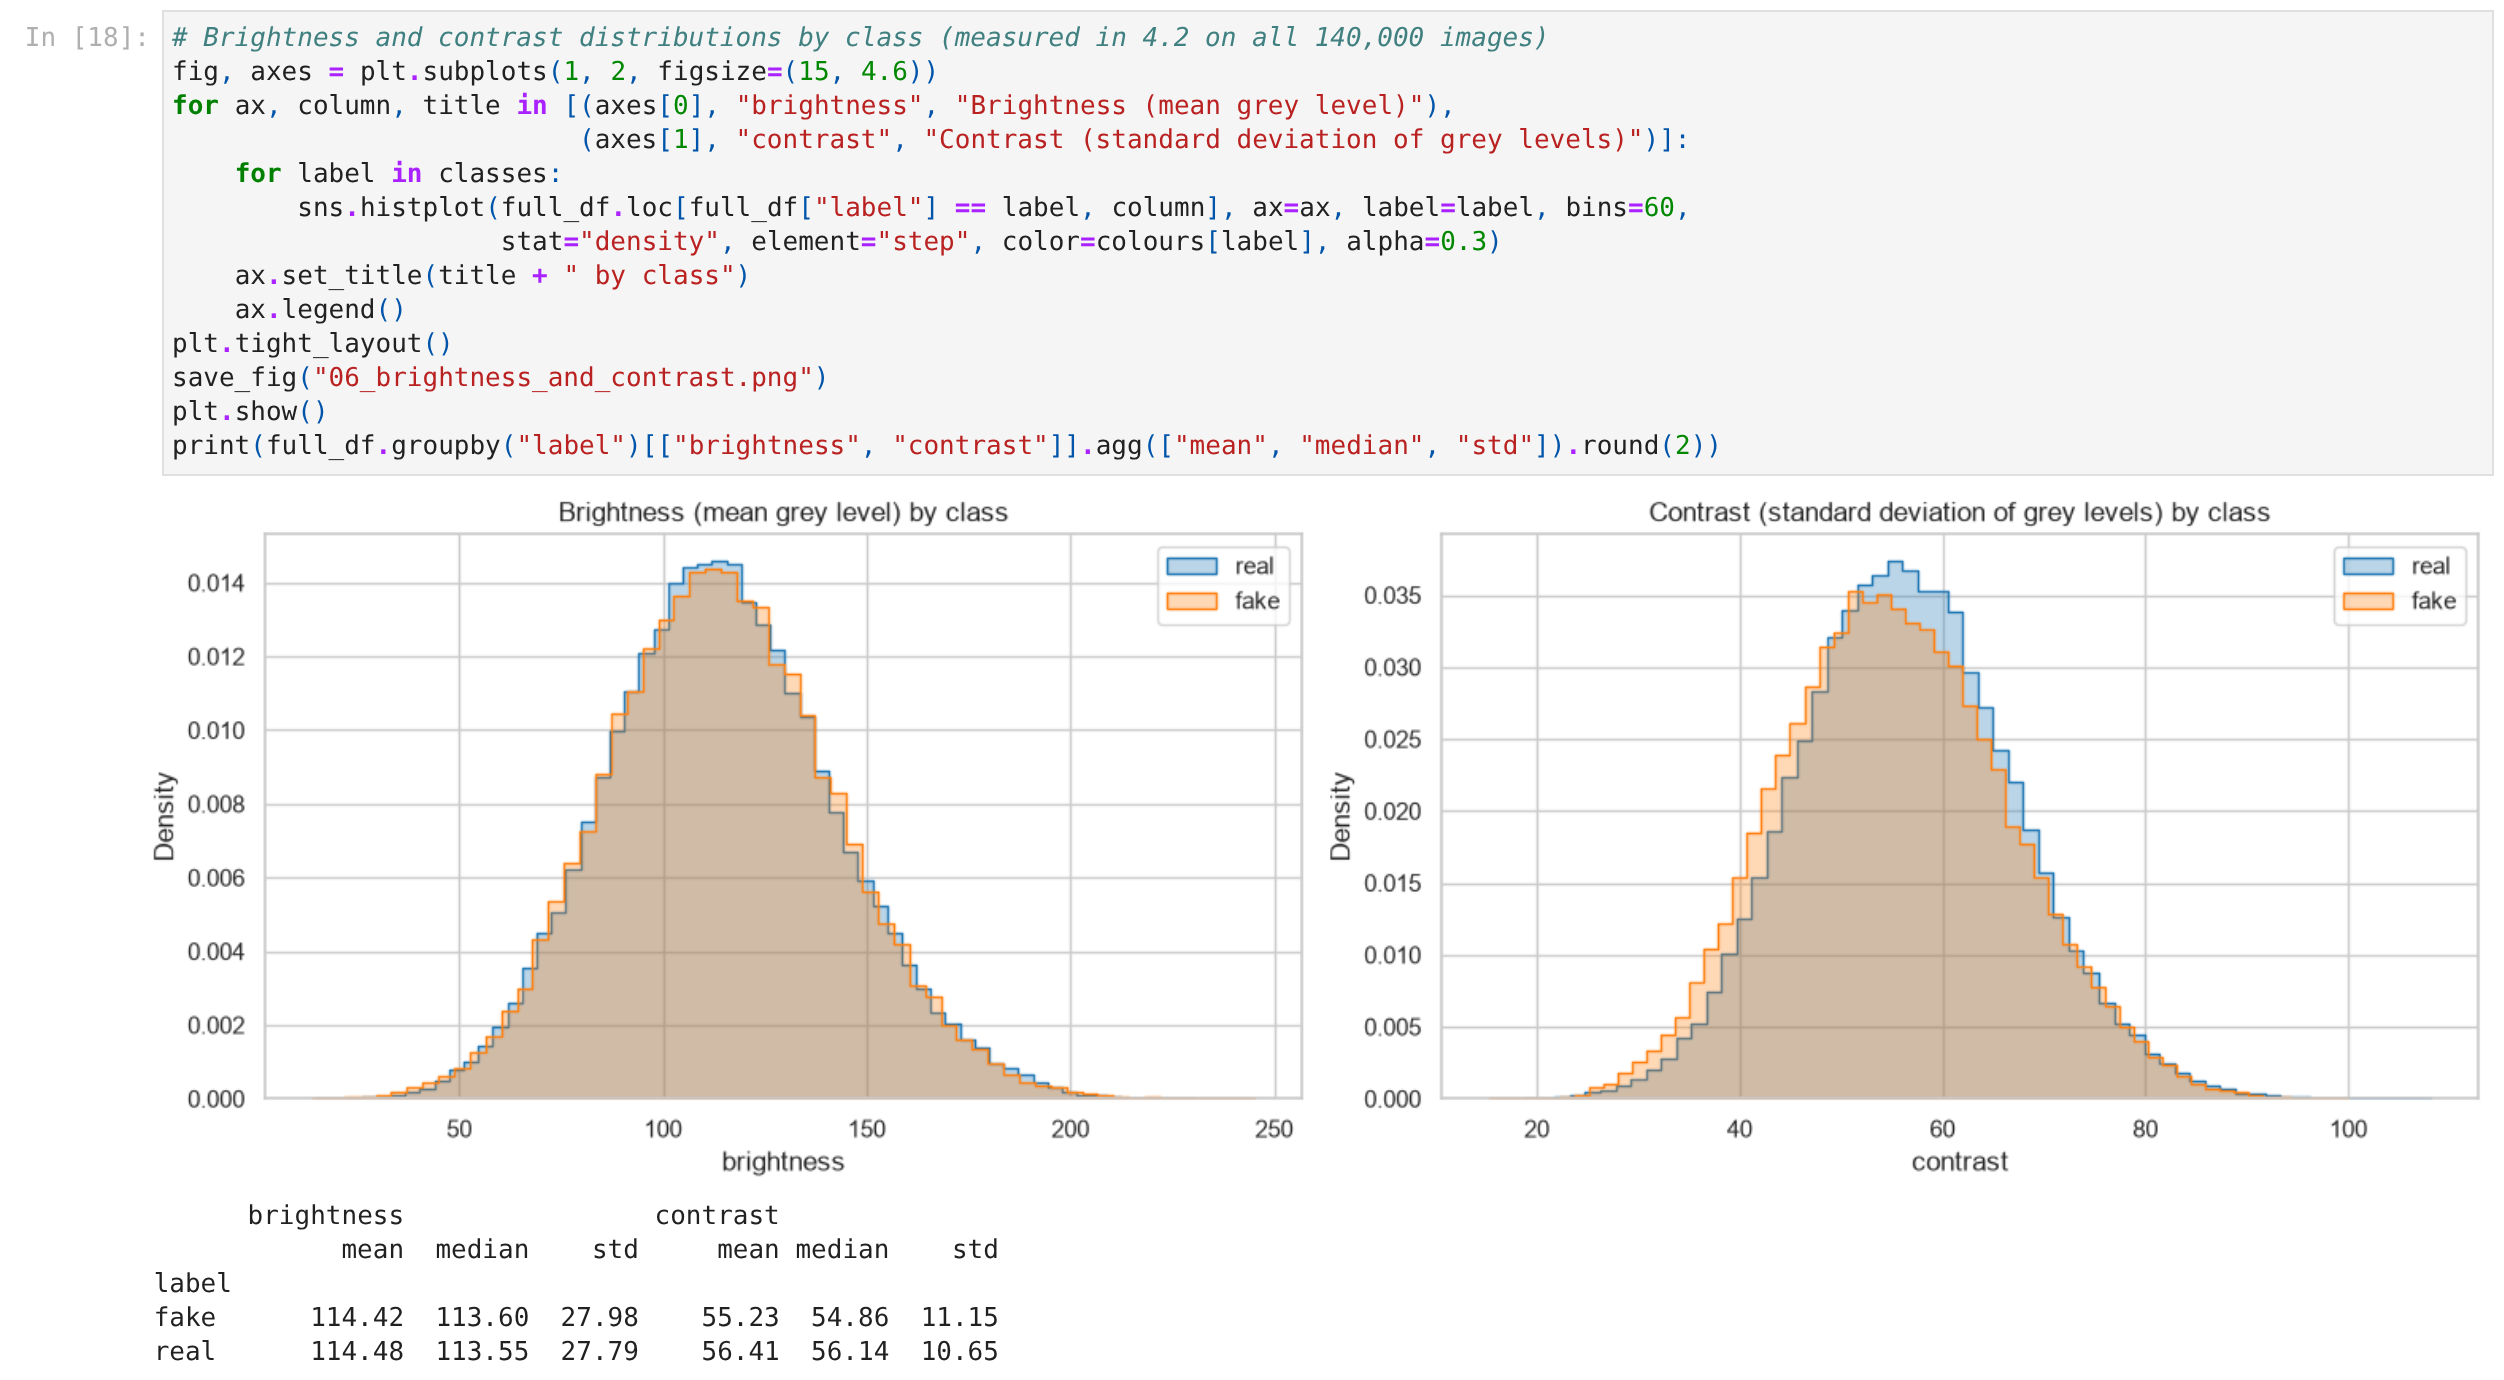 In [18]: # Brightness and contrast distributions by class (measured in 4.2 on all 140,000 images)
fig, axes = plt.subplots(1, 2, figsize=(15, 4.6))
for ax, column, title in [(axes[0], "brightness", "Brightness (mean grey level)"),
                          (axes[1], "contrast", "Contrast (standard deviation of grey levels)")]:
    for label in classes:
        sns.histplot(full_df.loc[full_df["label"] == label, column], ax=ax, label=label, bins=60,
                     stat="density", element="step", color=colours[label], alpha=0.3)
    ax.set_title(title + " by class")
    ax.legend()
plt.tight_layout()
save_fig("06_brightness_and_contrast.png")
plt.show()
print(full_df.groupby("label")[["brightness", "contrast"]].agg(["mean", "median", "std"]).round(2))
Brightness (mean grey level) by class
real
fake
0.014
0.012
0.010
0.008
0.006
0.004
0.002
0.000
Density
50 100 150 200 250
brightness
Contrast (standard deviation of grey levels) by class
real
fake
0.035
0.030
0.025
0.020
0.015
0.010
0.005
0.000
Density
20 40 60 80 100
contrast
brightness contrast
mean median std mean median std
label
fake 114.42 113.60 27.98 55.23 54.86 11.15
real 114.48 113.55 27.79 56.41 56.14 10.65